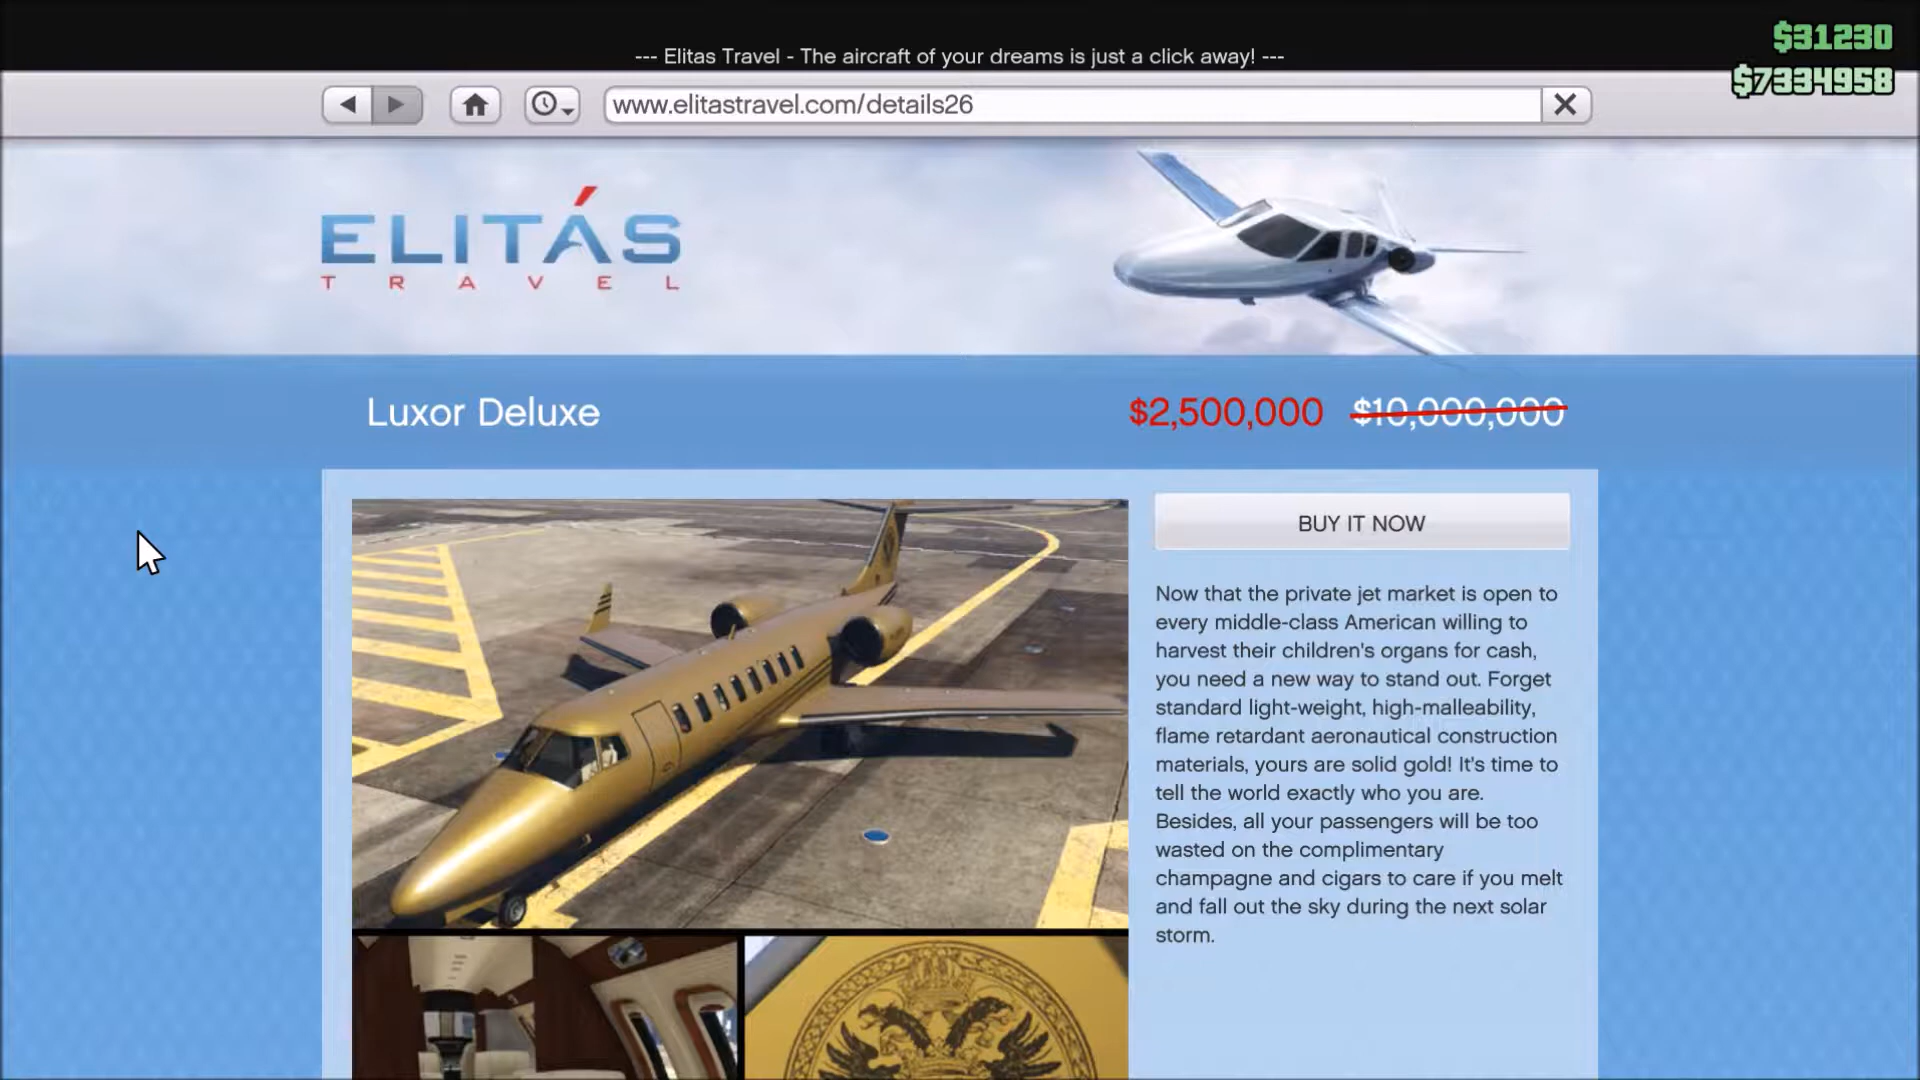 $31230
--- Elitas Travel - The aircraft of your dreams is just a click away! ---
$7334958
www.elitastravel.com/details26
ELITÁS
TRAVEL
Luxor Deluxe
$2,500,000 $10,000,000
BUY IT NOW
Now that the private jet market is open to
every middle-class American willing to
harvest their children's organs for cash,
you need a new way to stand out. Forget
standard light-weight, high-malleability,
flame retardant aeronautical construction
materials, yours are solid gold! It's time to
tell the world exactly who you are.
Besides, all your passengers will be too
wasted on the complimentary
champagne and cigars to care if you melt
and fall out the sky during the next solar
storm.